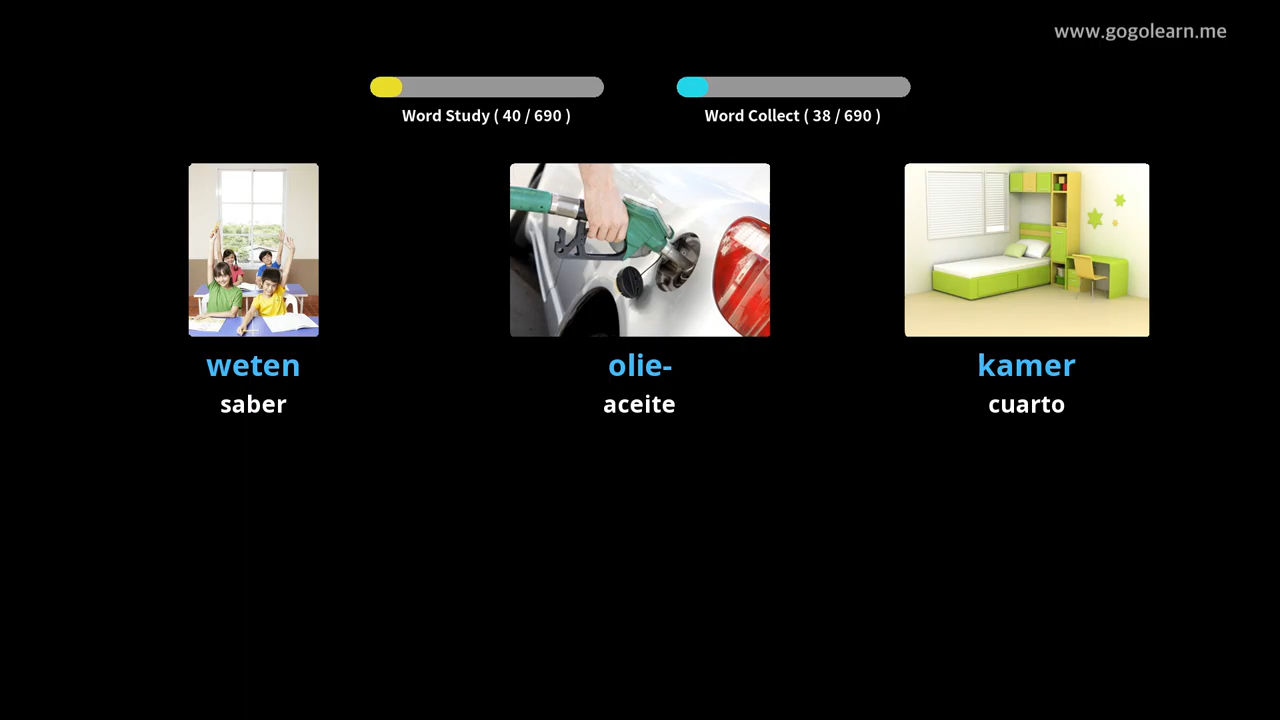 www.gogolearn.me
Word Study ( 40 / 690 )
Word Collect ( 38 / 690 )
weten
saber
olie-
aceite
kamer
cuarto